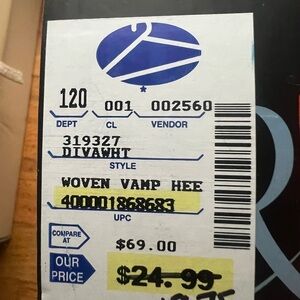 120 001 002560
DEPT CL VENDOR
319327
DIVAWHT
STYLE
WOVEN VAMP HEE
400001868683
UPC
COMPARE AT $69.00
OUR PRICE $24.99